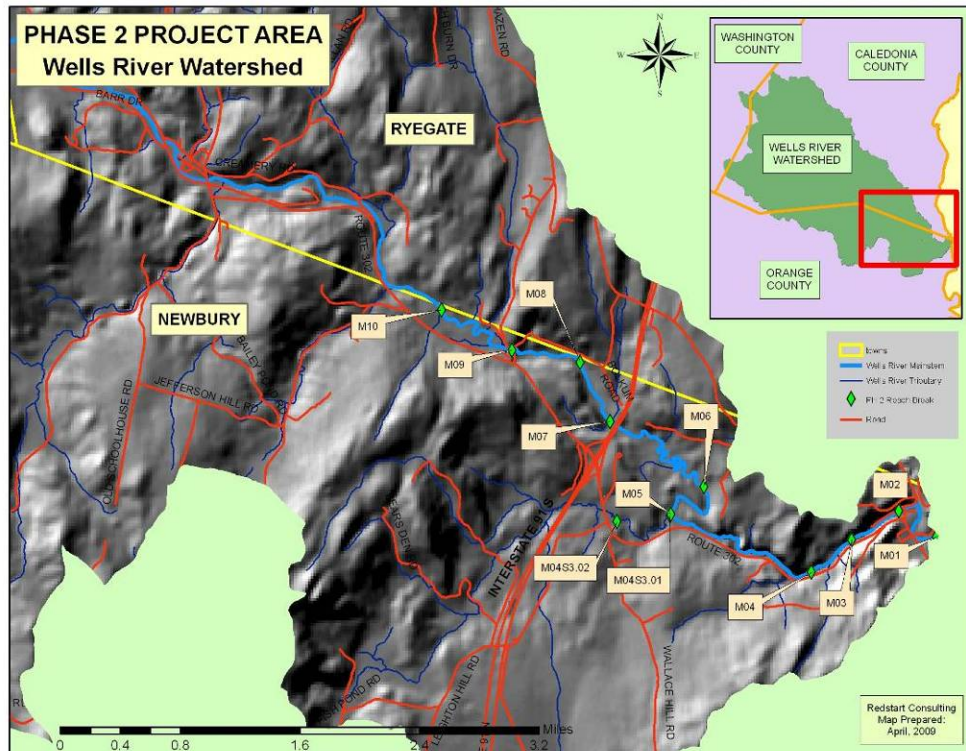 PHASE 2 PROJECT AREA
Wells River Watershed
BARR DR
HAZEN RD
RYEGATE
ROUTE 302
NEWBURY
M10
M09
M08
M07
M06
M05
M04S3.02
M04S3.01
M04
M03
M02
M01
BAILEY POND RD
JEFFERSON HILL RD
OLD SCHOOLHOUSE RD
INTERSTATE 91 S
ROUTE 302
WALLACE HILL RD
LEIGHTON HILL RD
N
W
E
S
WASHINGTON
COUNTY
CALEDONIA
COUNTY
WELLS RIVER
WATERSHED
ORANGE
COUNTY
towns
Wells River Mainstem
Wells River Tributary
PH 2 Reach Break
Road
Miles
0 0.4 0.8 1.6 2.4 3.2
Redstart Consulting
Map Prepared:
April, 2009